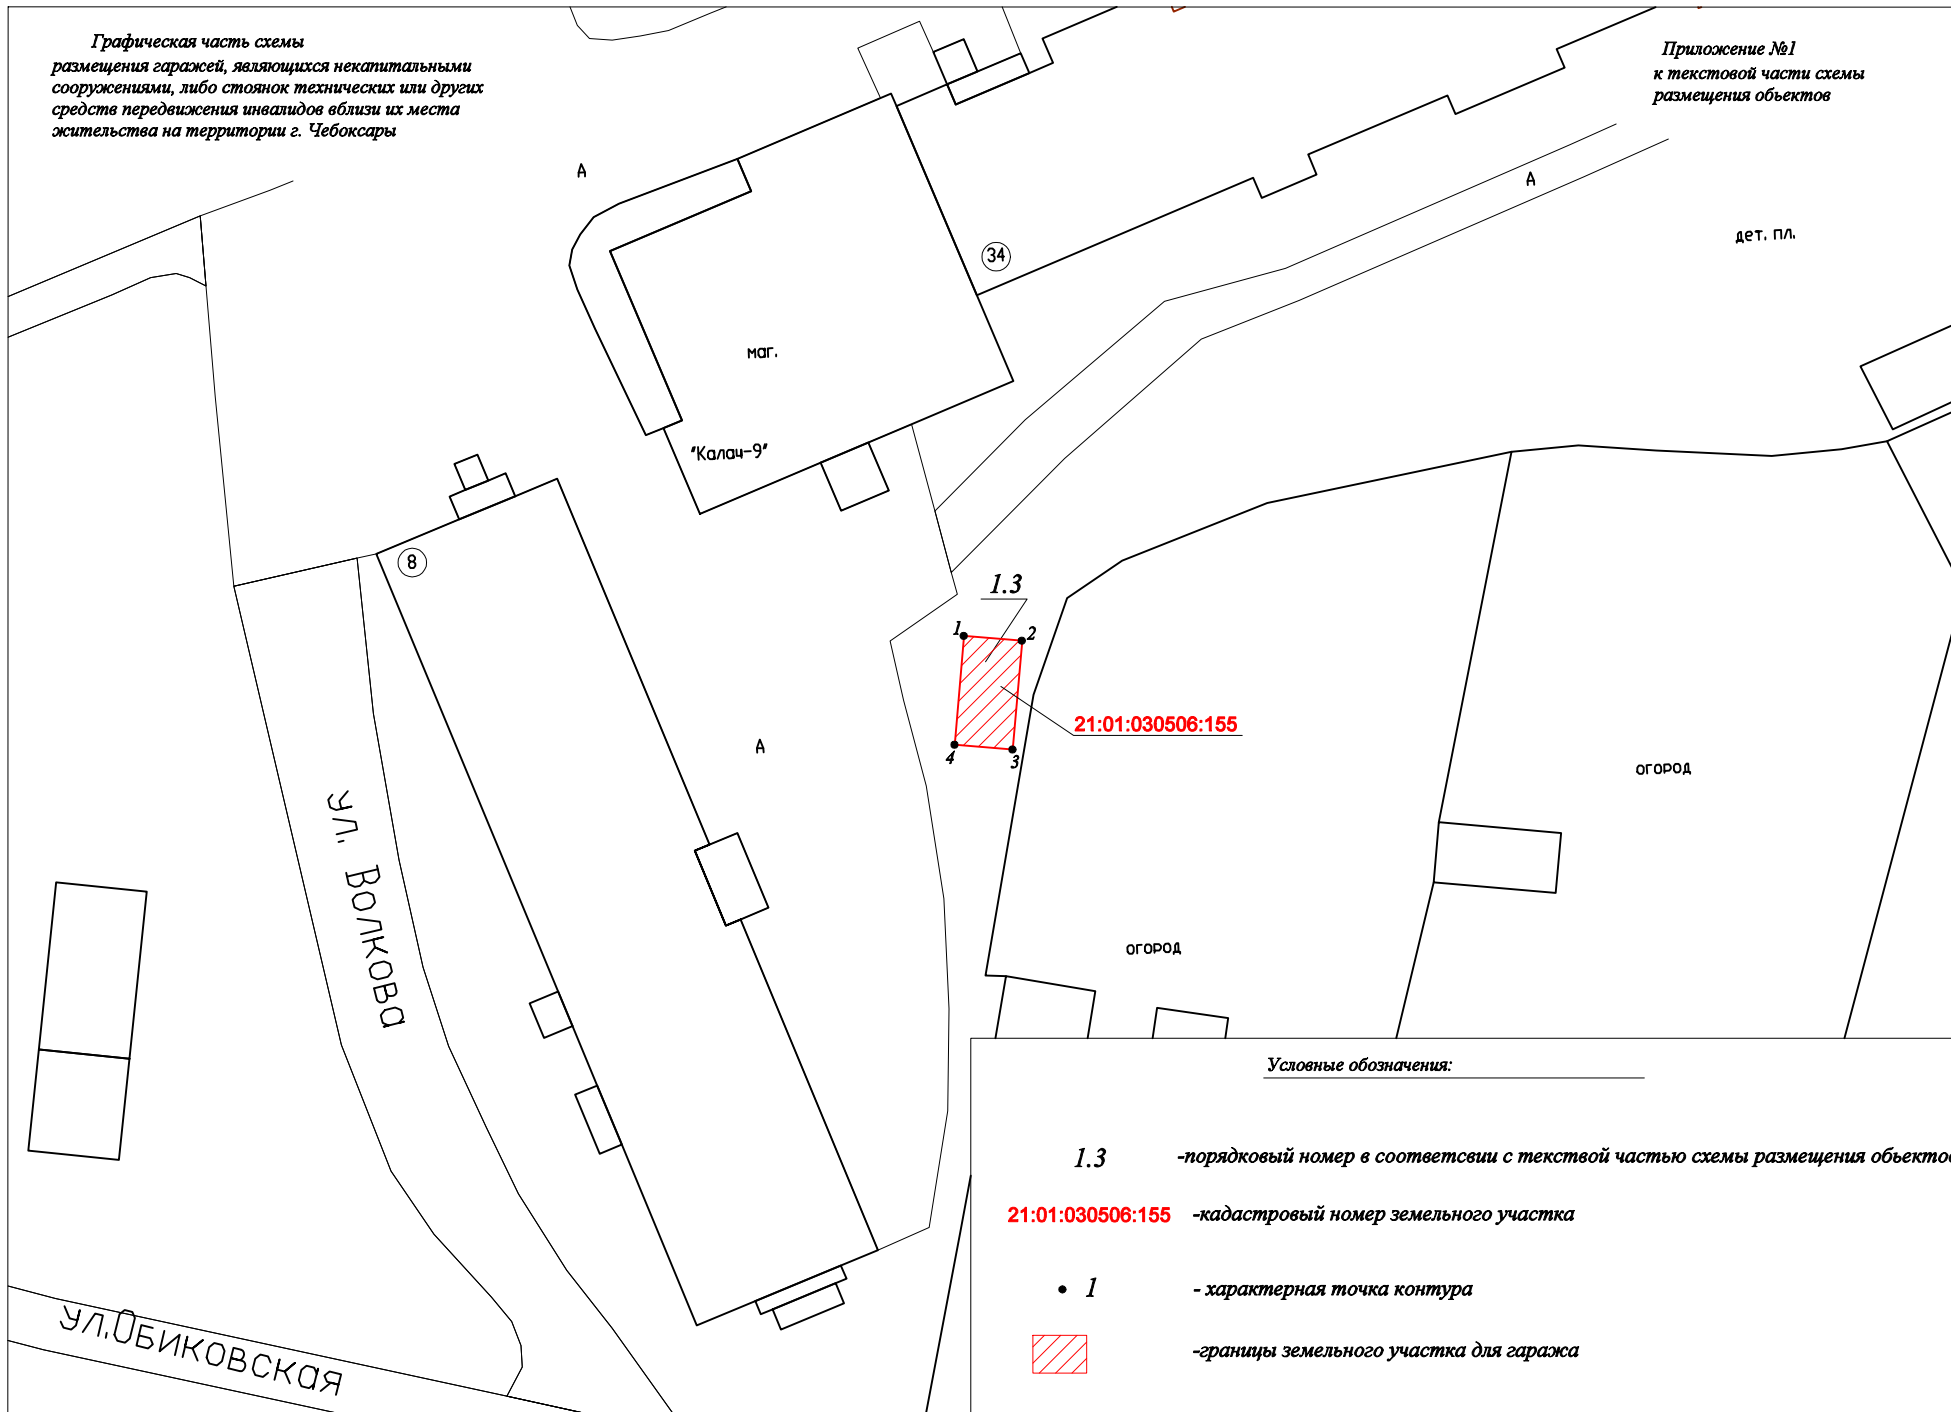 Графическая часть схемы
размещения гаражей, являющихся некапитальными
сооружениями, либо стоянок технических или других
средств передвижения инвалидов вблизи их места
жительства на территории г. Чебоксары
Приложение №1
к текстовой части схемы
размещения обьектов
А
А
34
дет. пл.
маг.
"Калач-9"
8
1.3
1
2
21:01:030506:155
4
3
А
огород
огород
ул. Волкова
ул.Обиковская
Условные обозначения:
1.3 -порядковый номер в соответсвии с текствой частью схемы размещения обьектов
21:01:030506:155 -кадастровый номер земельного участка
1 - характерная точка контура
-границы земельного участка для гаража